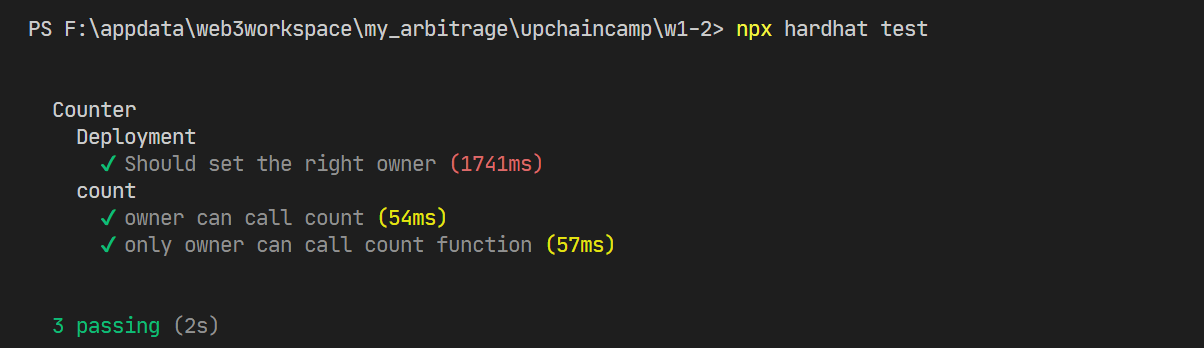 PS F:\appdata\web3workspace\my_arbitrage\upchaincamp\w1-2> npx hardhat test
Counter
Deployment
✓ Should set the right owner (1741ms)
count
✓ owner can call count (54ms)
✓ only owner can call count function (57ms)
3 passing (2s)